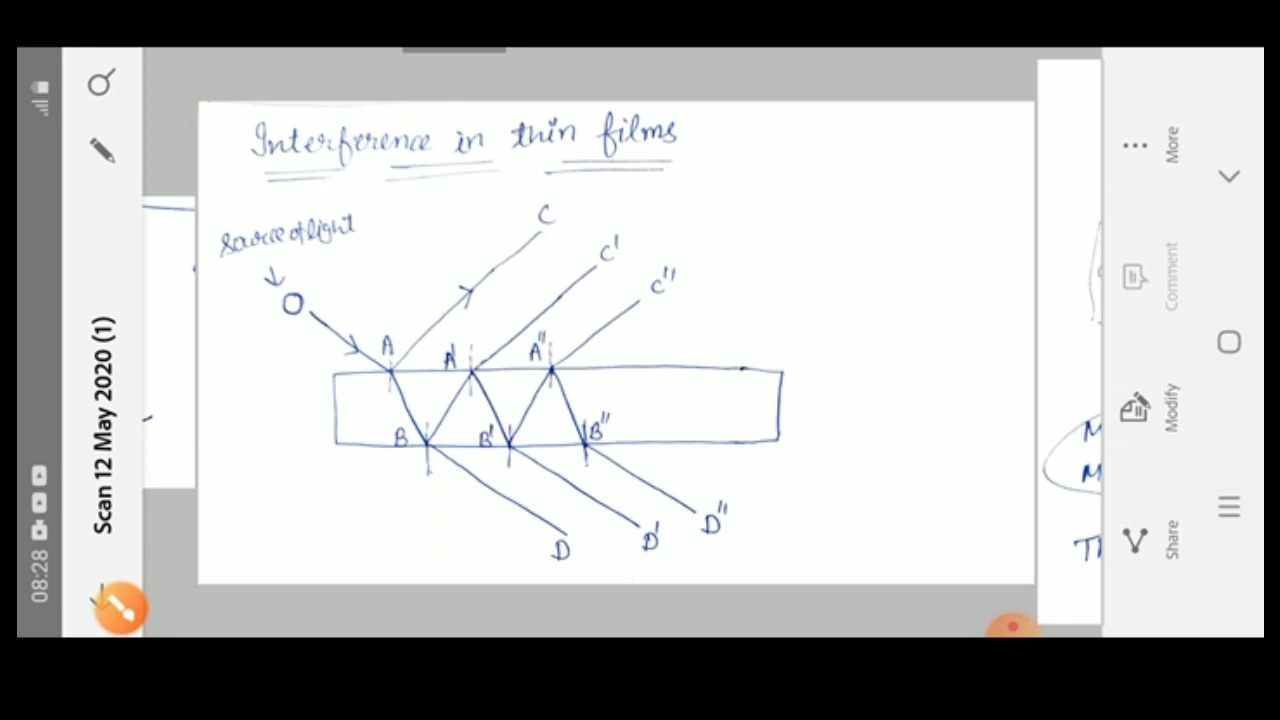 Interference in thin films
Source of light
O
C
C'
C''
A
A'
A''
B
B'
B''
D
D'
D''
08:28
Scan 12 May 2020 (1)
More
Comment
Modify
Share